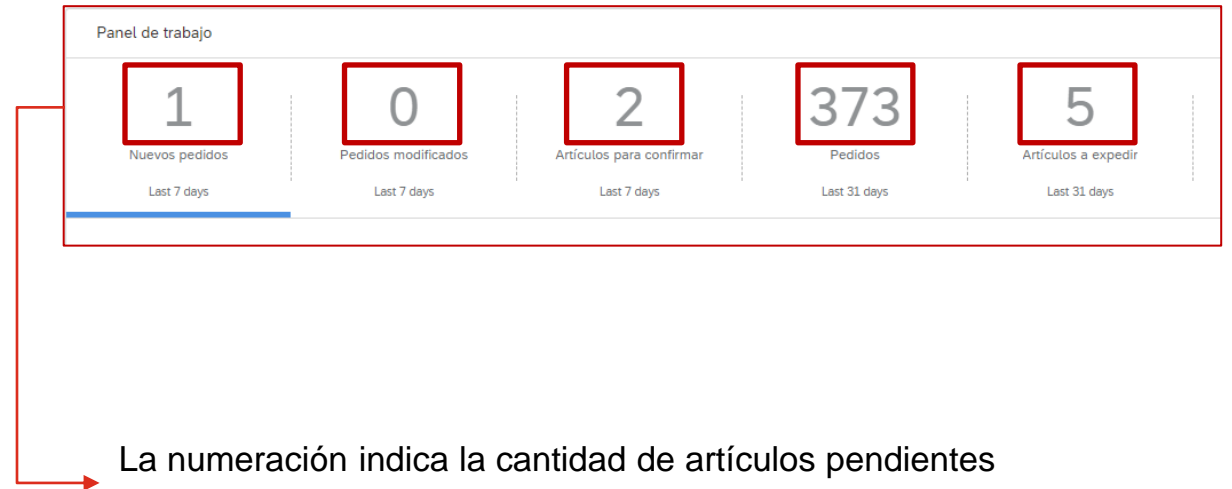 Panel de trabajo
1 0 2 373 5
Nuevos pedidos Pedidos modificados Artículos para confirmar Pedidos Artículos a expedir
Last 7 days Last 7 days Last 7 days Last 31 days Last 31 days
La numeración indica la cantidad de artículos pendientes